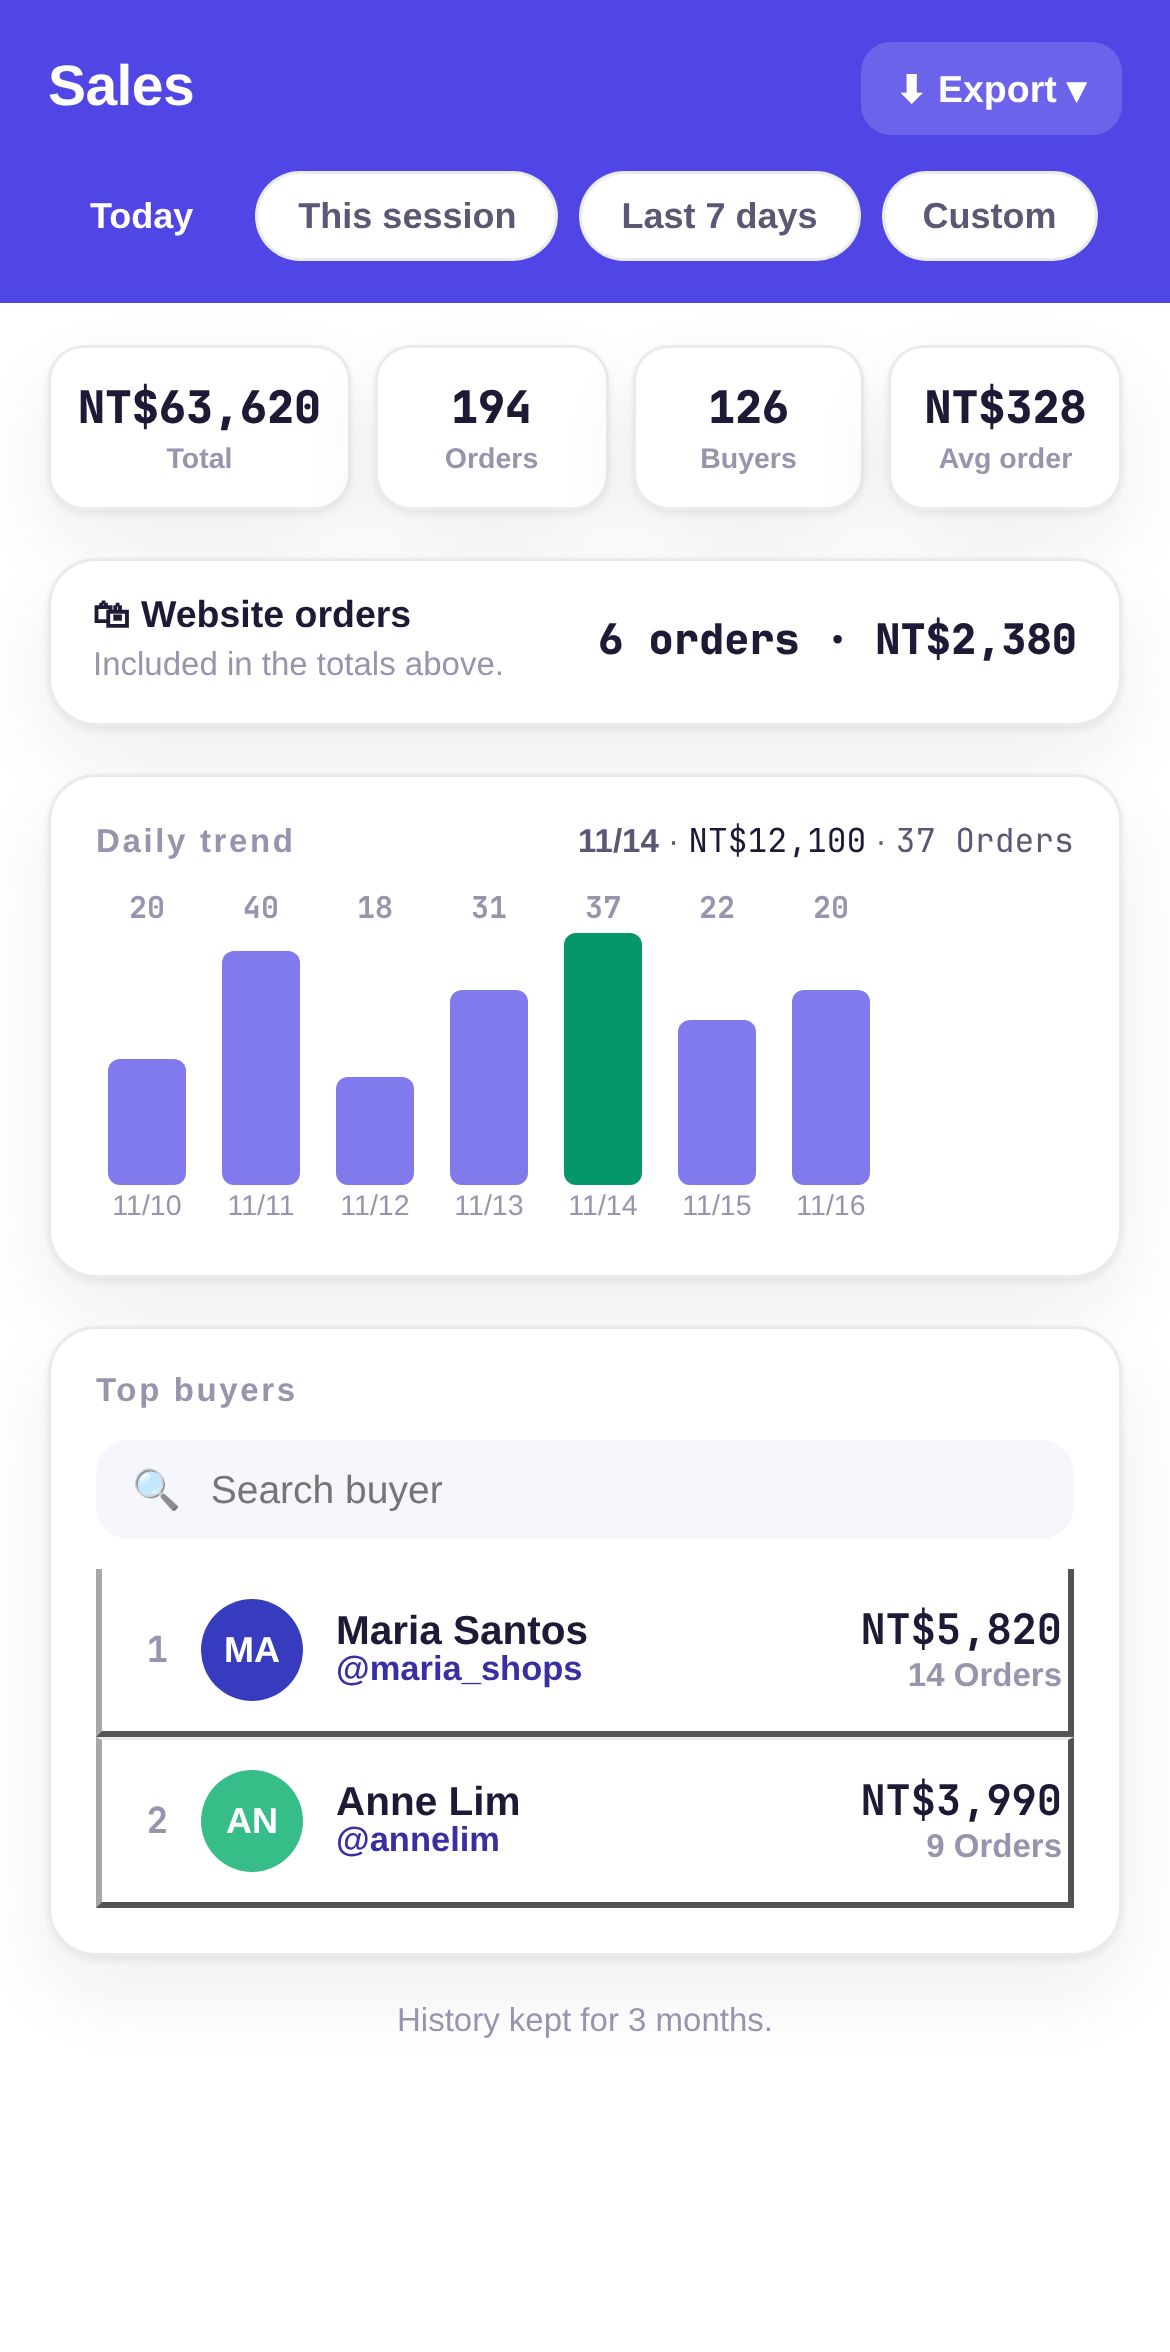 Sales
⬇ Export ▾
Today
This session
Last 7 days
Custom
NT$63,620
Total
194
Orders
126
Buyers
NT$328
Avg order
🛍 Website orders
Included in the totals above.
6 orders · NT$2,380
Daily trend
11/14 · NT$12,100 · 37 Orders
20 40 18 31 37 22 20
11/10 11/11 11/12 11/13 11/14 11/15 11/16
Top buyers
🔍 Search buyer
1 MA Maria Santos NT$5,820
@maria_shops 14 Orders
2 AN Anne Lim NT$3,990
@annelim 9 Orders
History kept for 3 months.